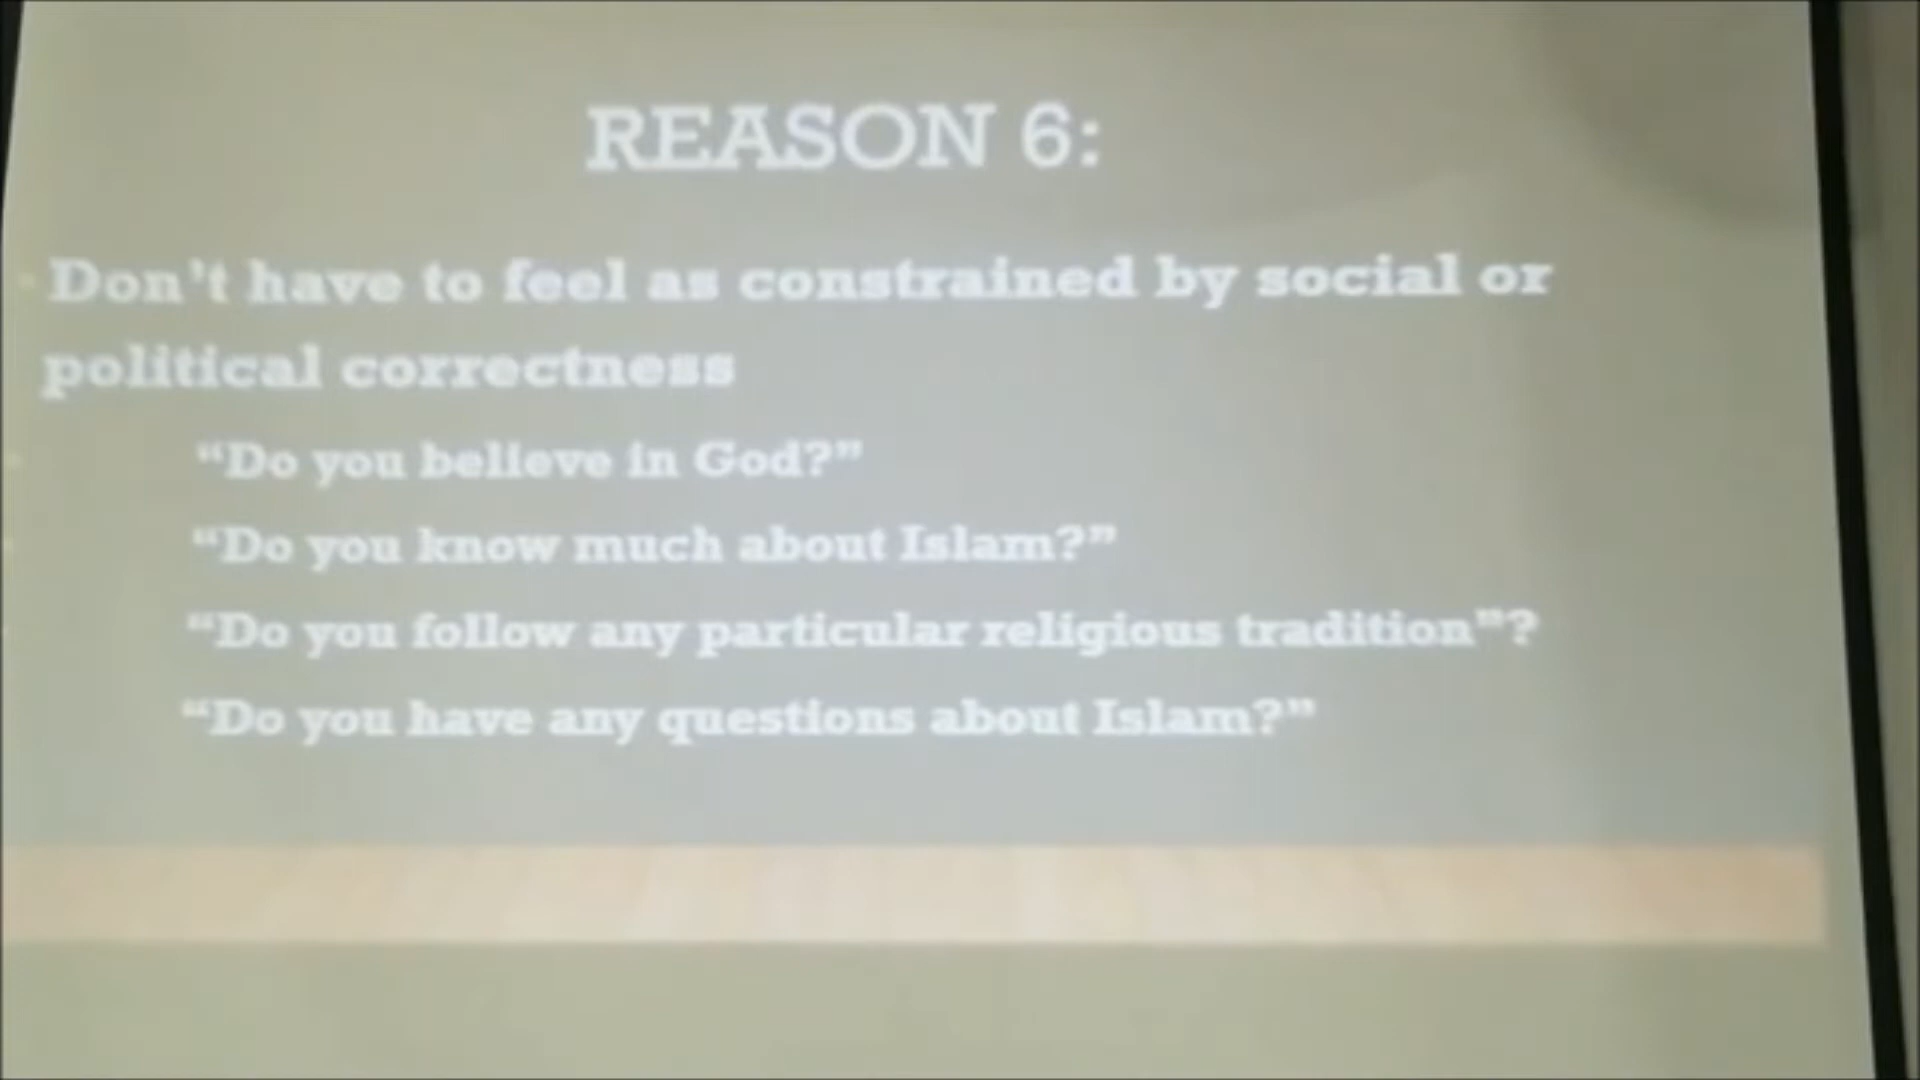 REASON 6:
Don't have to feel as constrained by social or
political correctness
“Do you believe in God?”
“Do you know much about Islam?”
“Do you follow any particular religious tradition”?
“Do you have any questions about Islam?”